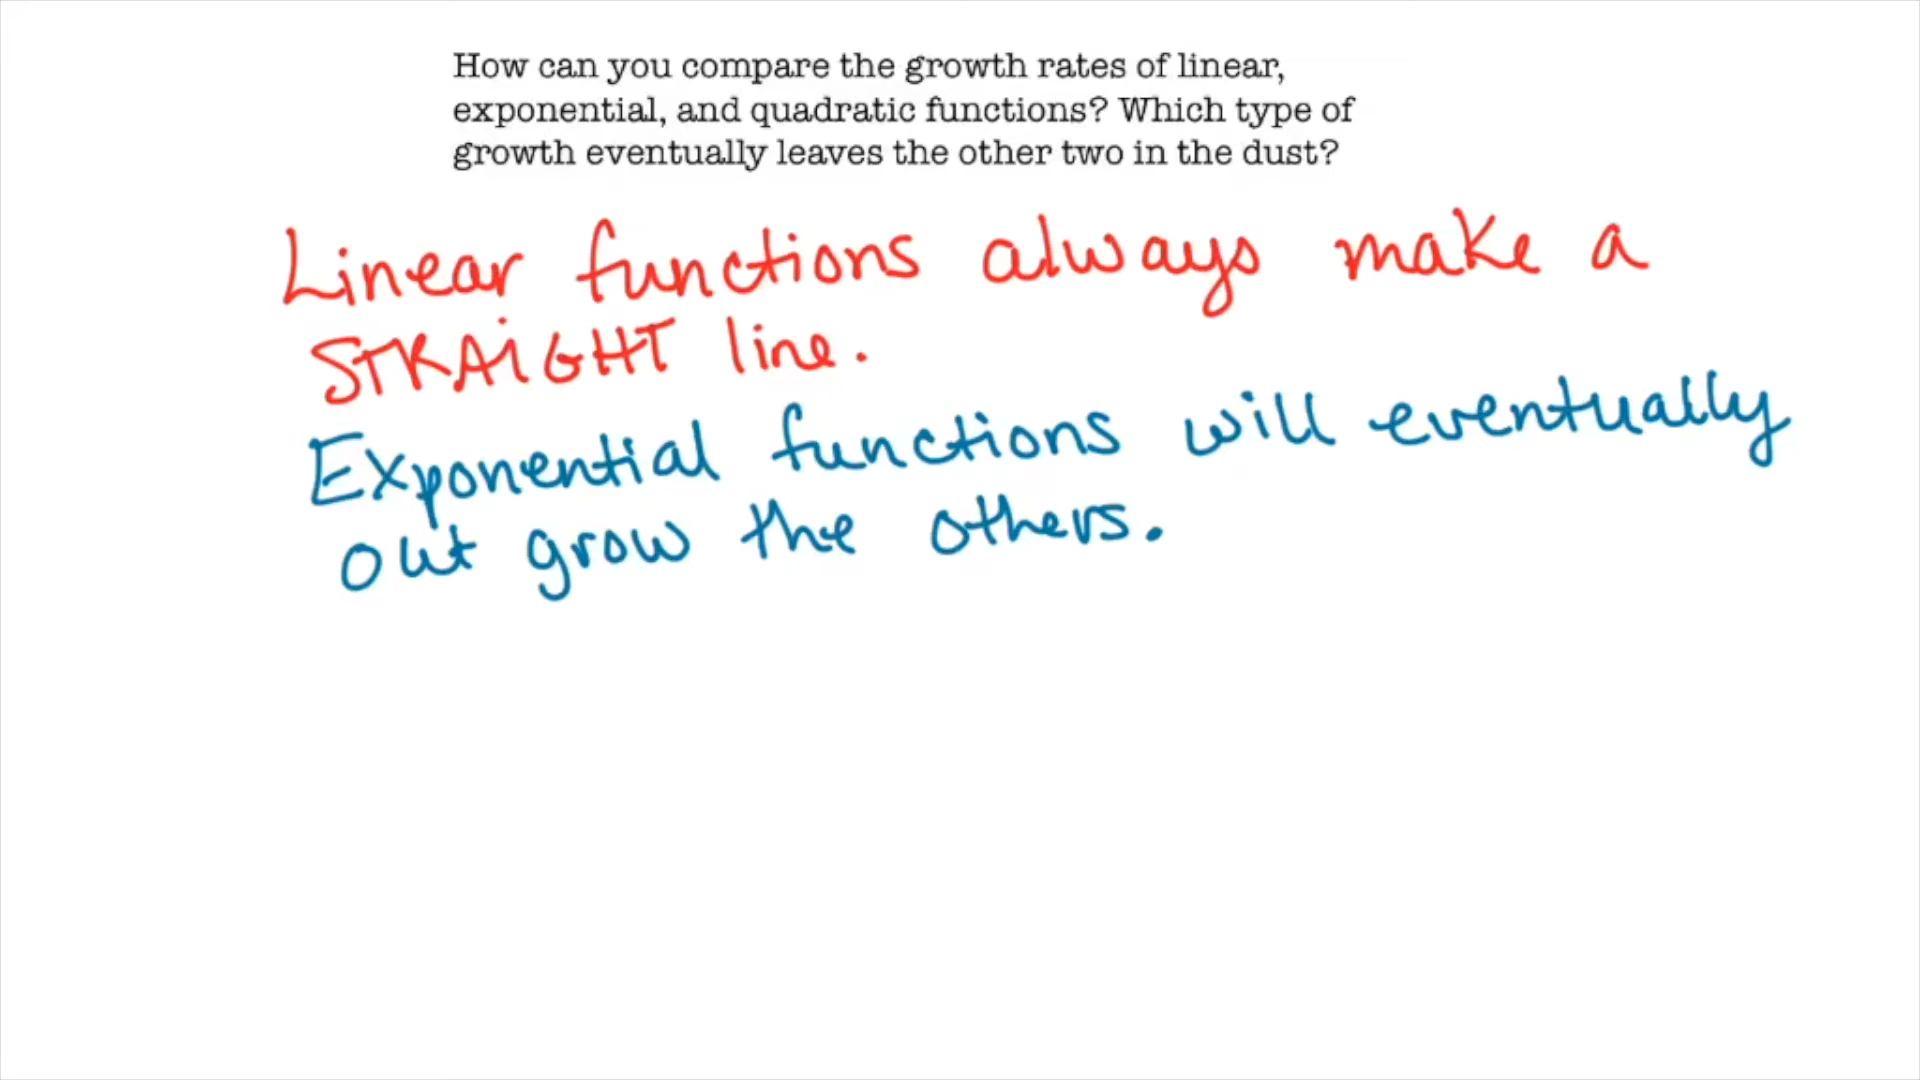 How can you compare the growth rates of linear,
exponential, and quadratic functions? Which type of
growth eventually leaves the other two in the dust?
Linear functions always make a
STRAIGHT line.
Exponential functions will eventually
out grow the others.